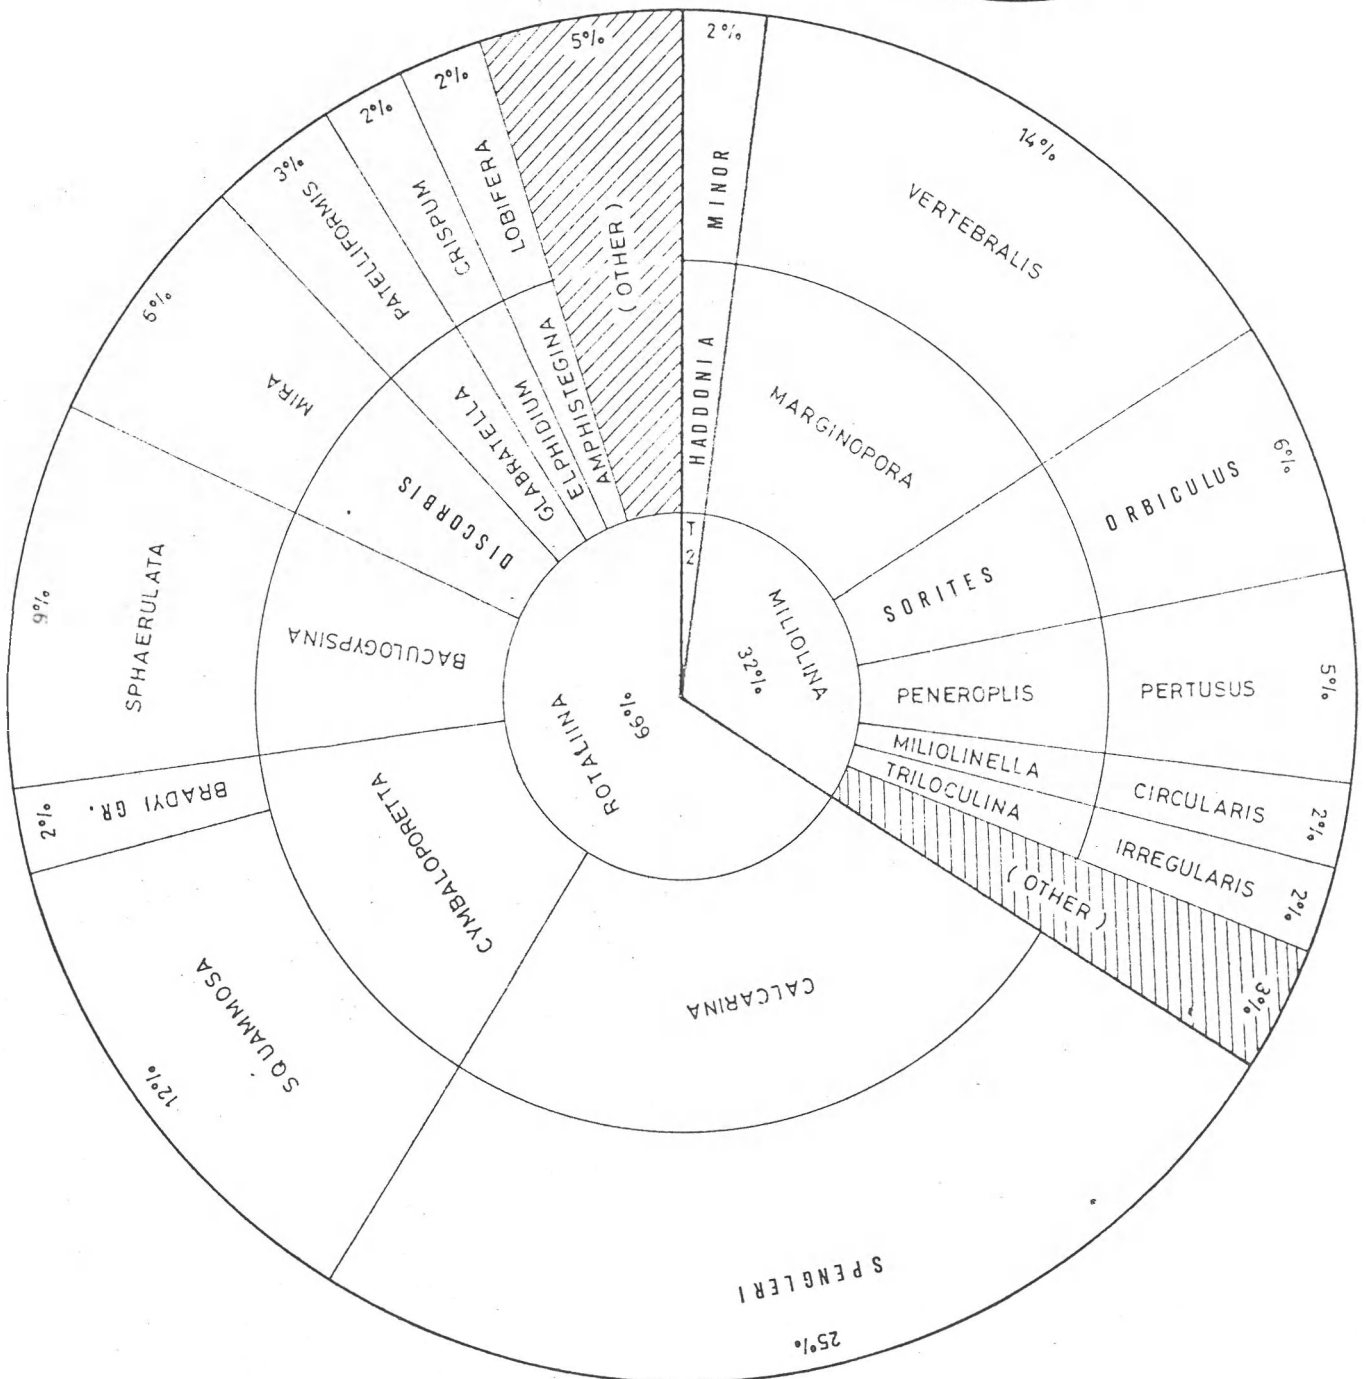 2%
MINOR
HADDONIA
T
2
14%
VERTEBRALIS
MARGINOPORA
MILIOLINA
32%
6%
ORBICULUS
SORITES
5%
PERTUSUS
PENEROPLIS
2%
CIRCULARIS
MILIOLINELLA
2%
IRREGULARIS
TRILOCULINA
3%
(OTHER)
25%
SPENGLERI
CALCARINA
ROTALIINA
66%
12%
SQUAMMOSA
CYMBALOPORETTA
2%
BRADYI GR.
9%
SPHAERULATA
BACULOGYPSINA
MIRA
DISCORBIS
3%
PATELLIFORMIS
GLABRATELLA
2%
CRISPUM
ELPHIDIUM
2%
LOBIFERA
AMPHISTEGINA
5%
(OTHER)